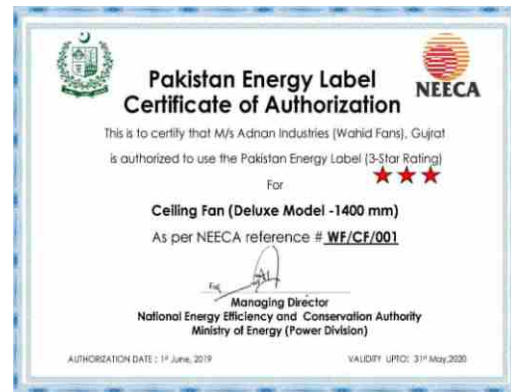 NEECA
Pakistan Energy Label
Certificate of Authorization
This is to certify that M/s Adnan Industries (Wahid Fans), Gujrat
is authorized to use the Pakistan Energy Label (3-Star Rating)
For
Ceiling Fan (Deluxe Model -1400 mm)
As per NEECA reference # WF/CF/001
Managing Director
National Energy Efficiency and Conservation Authority
Ministry of Energy (Power Division)
AUTHORIZATION DATE : 1st June, 2019
VALIDITY UPTO: 31st May,2020